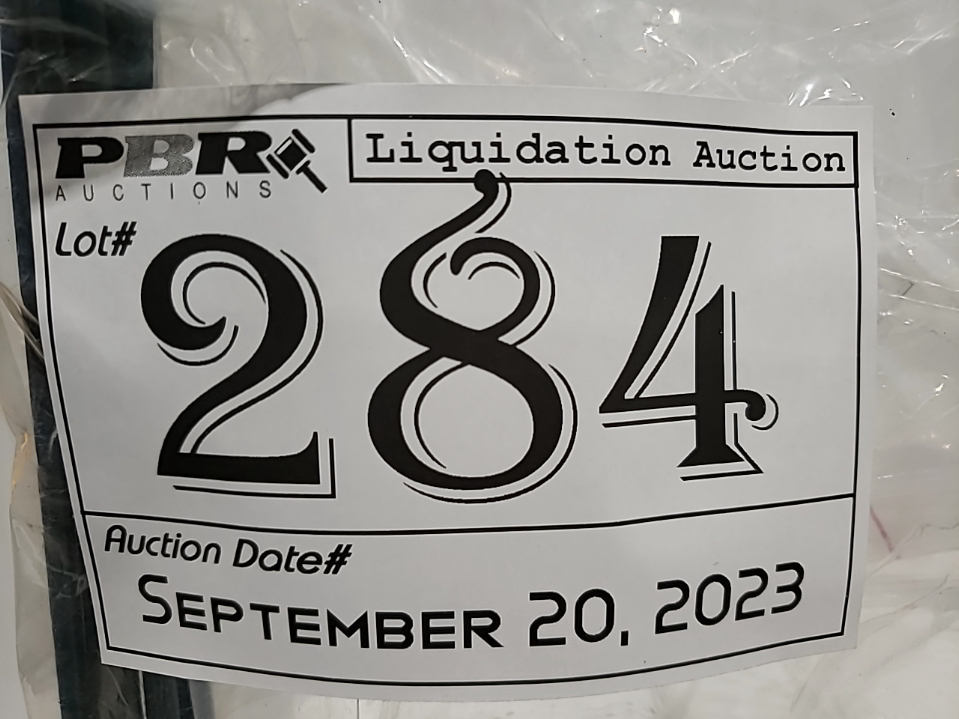 PBR
AUCTIONS
Liquidation Auction
Lot#
284
Auction Date#
September 20, 2023